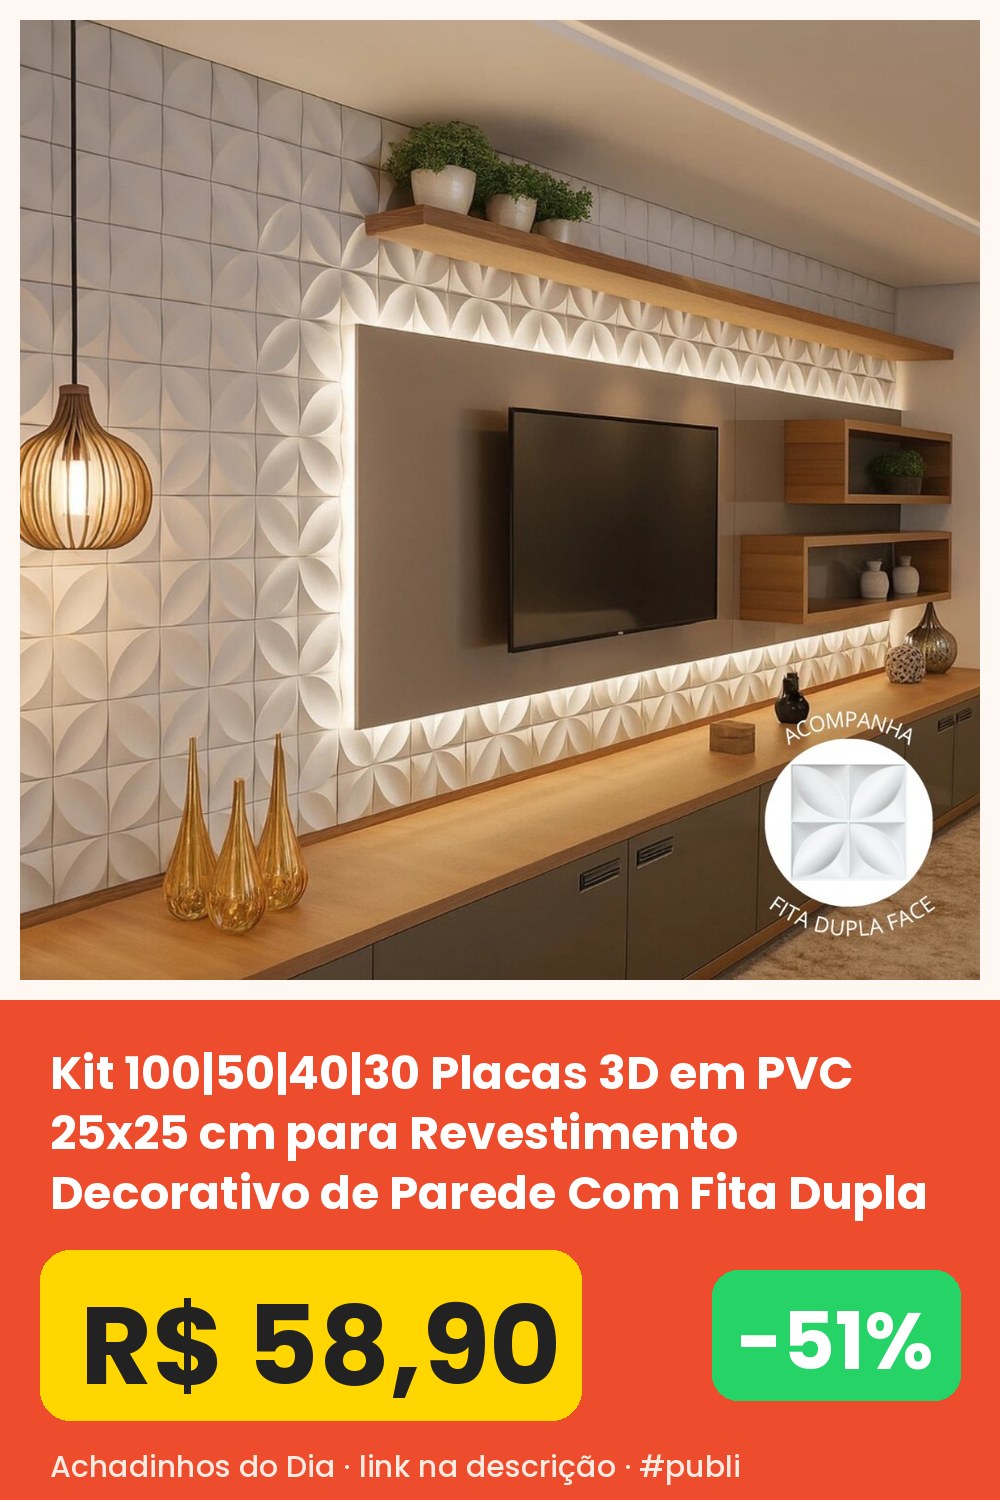 ACOMPANHA
FITA DUPLA FACE
Kit 100|50|40|30 Placas 3D em PVC
25x25 cm para Revestimento
Decorativo de Parede Com Fita Dupla
R$ 58,90
-51%
Achadinhos do Dia · link na descrição · #publi